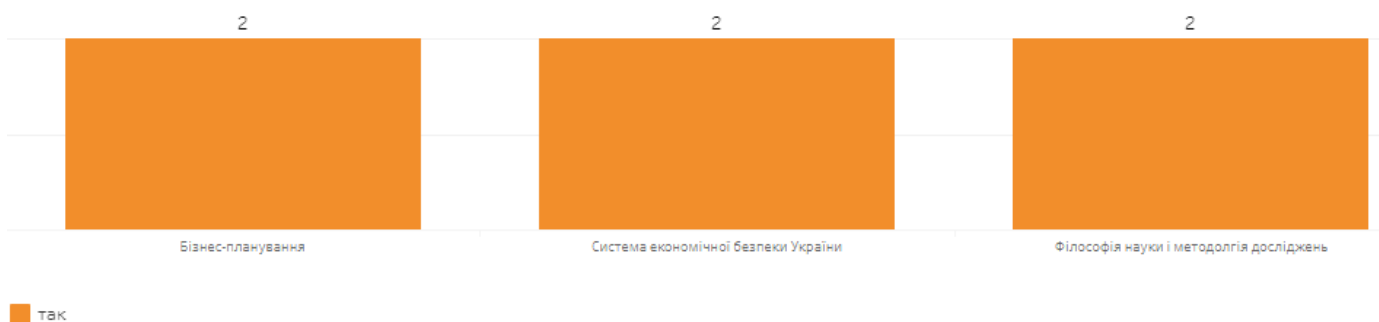 2 2 2
Бізнес-планування Система економічної безпеки України Філософія науки і методолгія досліджень
так